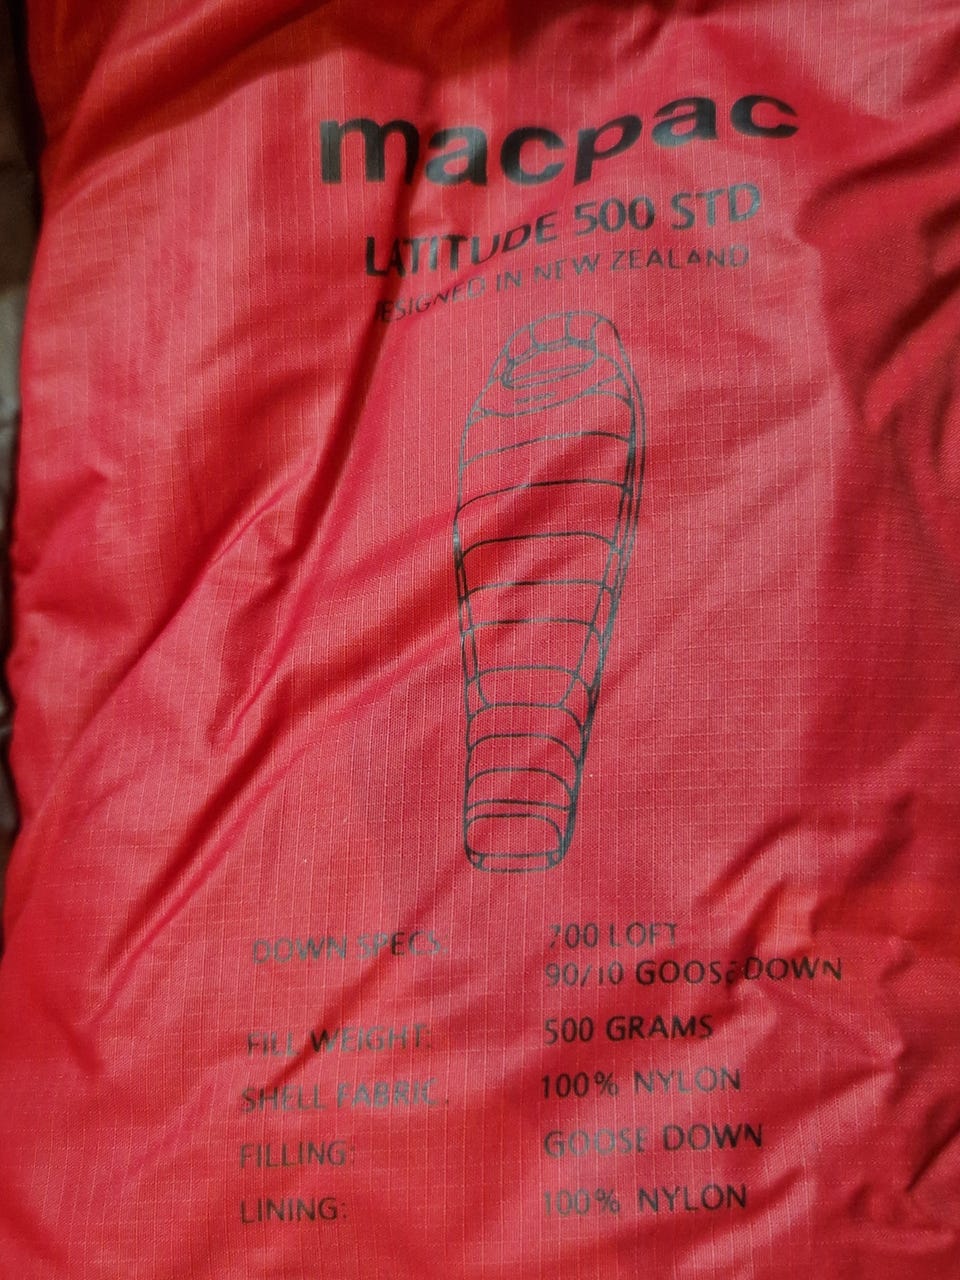 macpac
LATITUDE 500 STD
DESIGNED IN NEW ZEALAND
DOWN SPECS: 700 LOFT
90/10 GOOSE DOWN
FILL WEIGHT: 500 GRAMS
SHELL FABRIC: 100% NYLON
FILLING: GOOSE DOWN
LINING: 100% NYLON